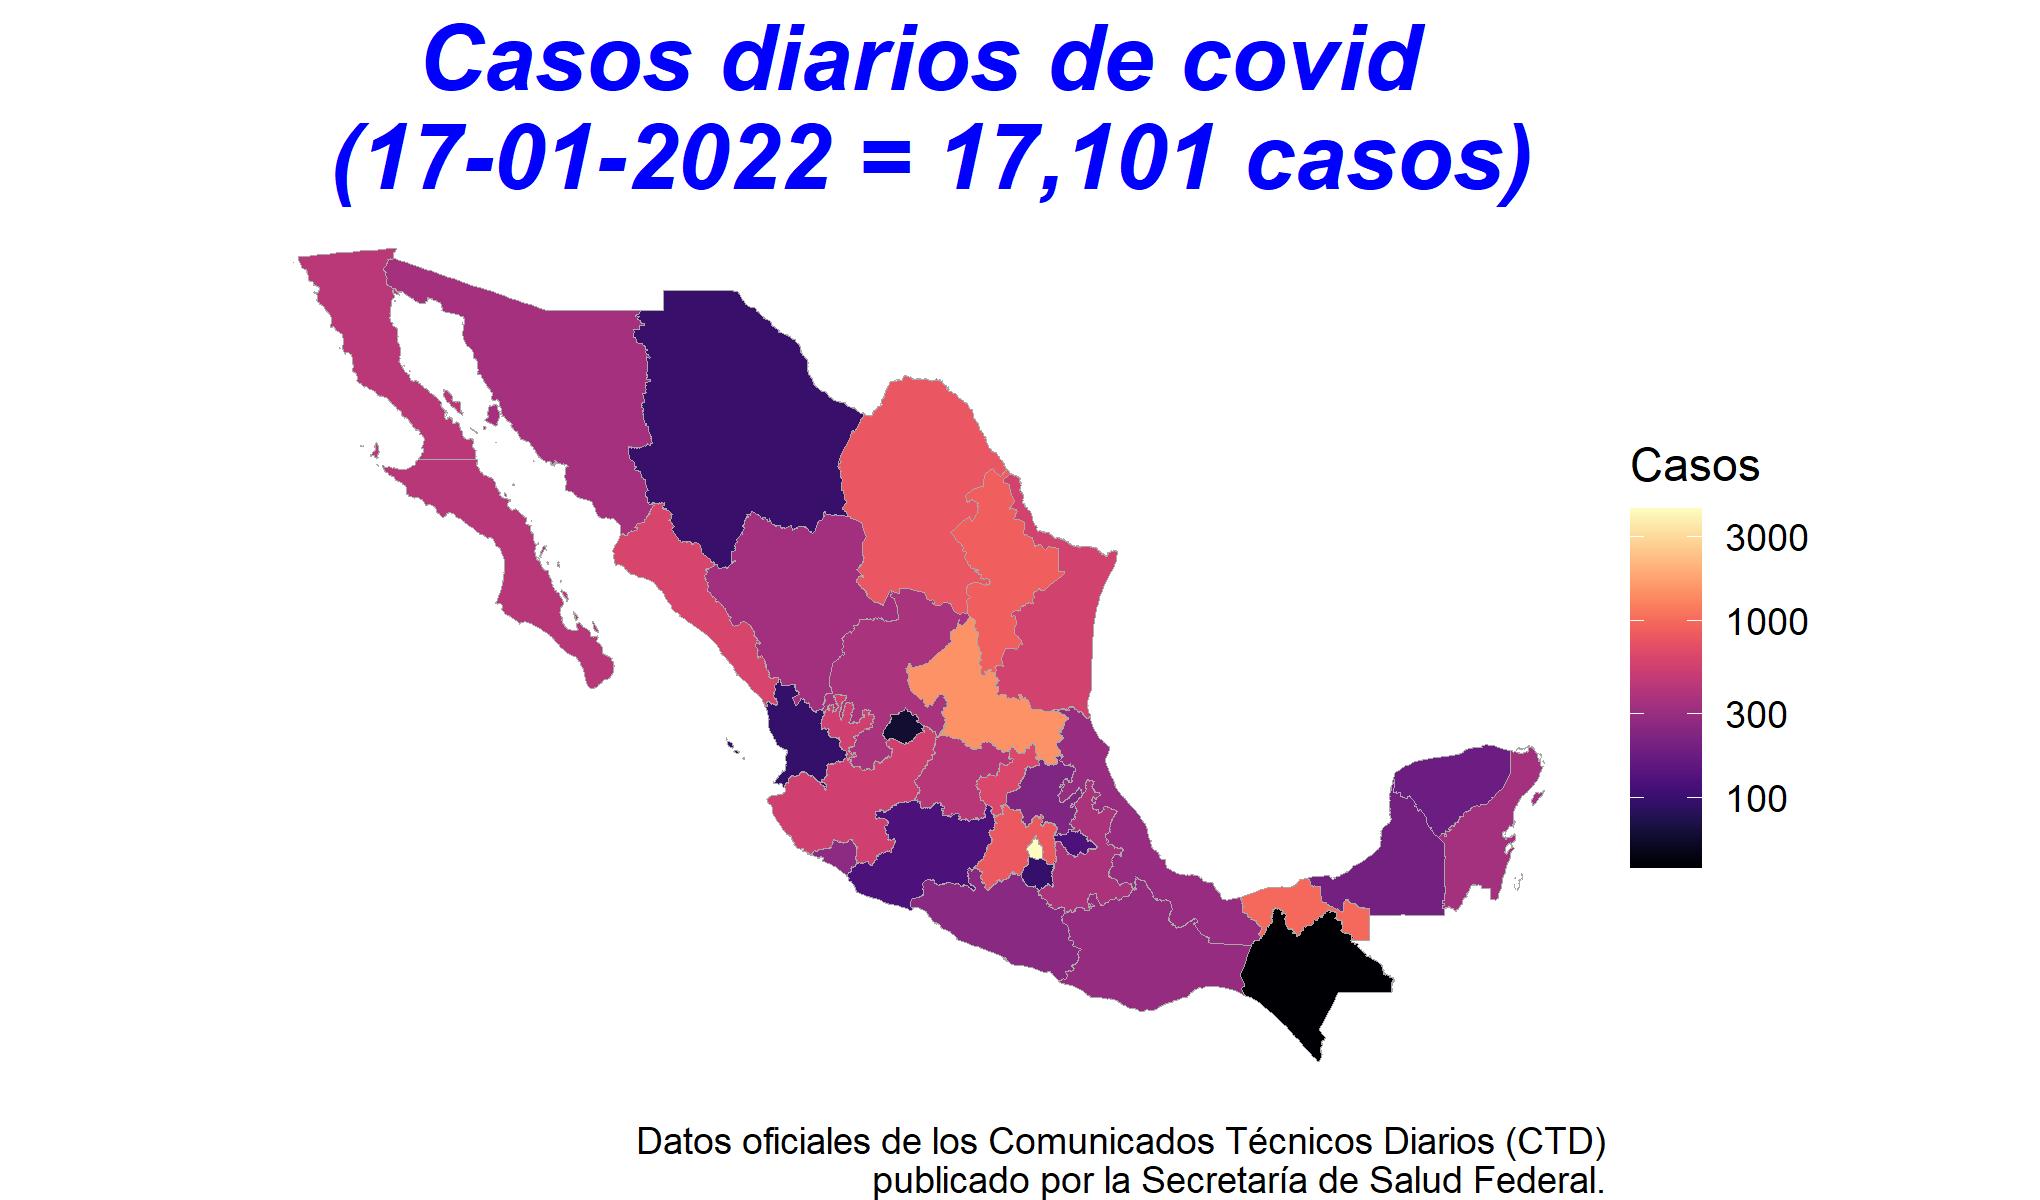 Casos diarios de covid
(17-01-2022 = 17,101 casos)
Casos
3000
1000
300
100
Datos oficiales de los Comunicados Técnicos Diarios (CTD)
publicado por la Secretaría de Salud Federal.